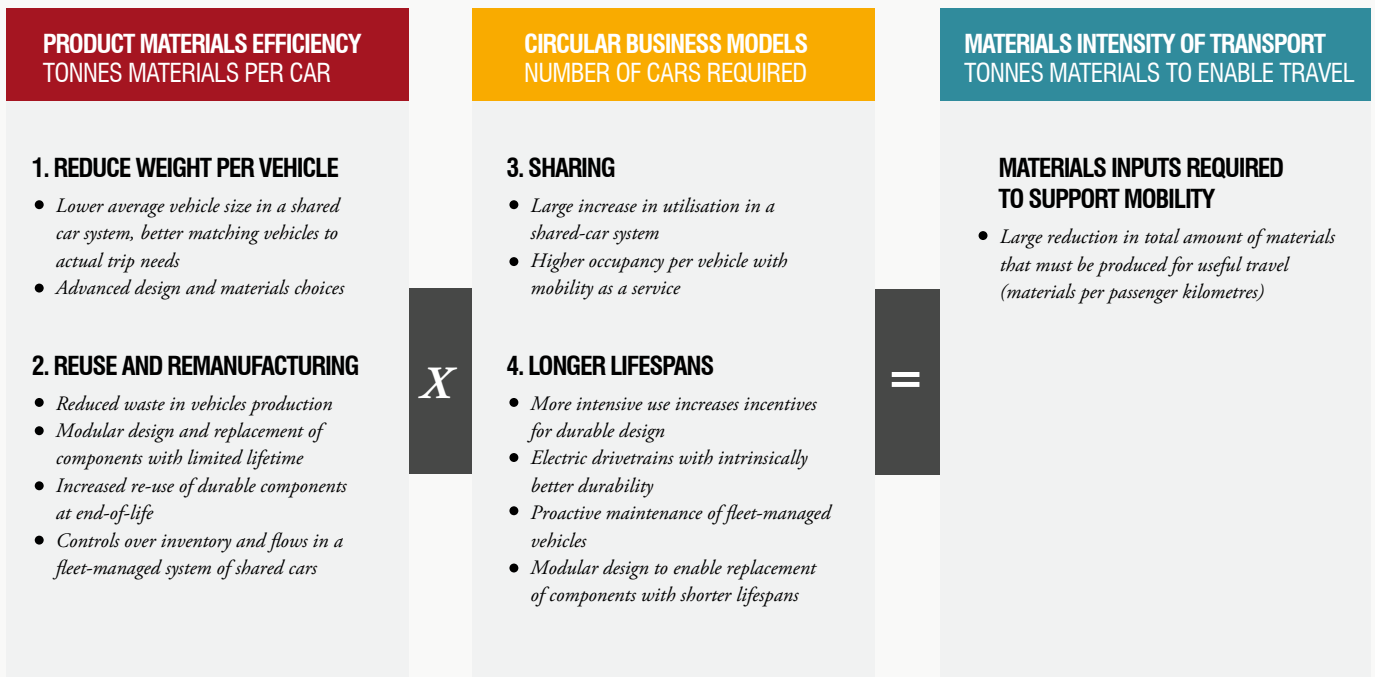 PRODUCT MATERIALS EFFICIENCY
TONNES MATERIALS PER CAR
1. REDUCE WEIGHT PER VEHICLE
• Lower average vehicle size in a shared
car system, better matching vehicles to
actual trip needs
• Advanced design and materials choices
2. REUSE AND REMANUFACTURING
• Reduced waste in vehicles production
• Modular design and replacement of
components with limited lifetime
• Increased re-use of durable components
at end-of-life
• Controls over inventory and flows in a
fleet-managed system of shared cars
X
CIRCULAR BUSINESS MODELS
NUMBER OF CARS REQUIRED
3. SHARING
• Large increase in utilisation in a
shared-car system
• Higher occupancy per vehicle with
mobility as a service
4. LONGER LIFESPANS
• More intensive use increases incentives
for durable design
• Electric drivetrains with intrinsically
better durability
• Proactive maintenance of fleet-managed
vehicles
• Modular design to enable replacement
of components with shorter lifespans
=
MATERIALS INTENSITY OF TRANSPORT
TONNES MATERIALS TO ENABLE TRAVEL
MATERIALS INPUTS REQUIRED
TO SUPPORT MOBILITY
• Large reduction in total amount of materials
that must be produced for useful travel
(materials per passenger kilometres)